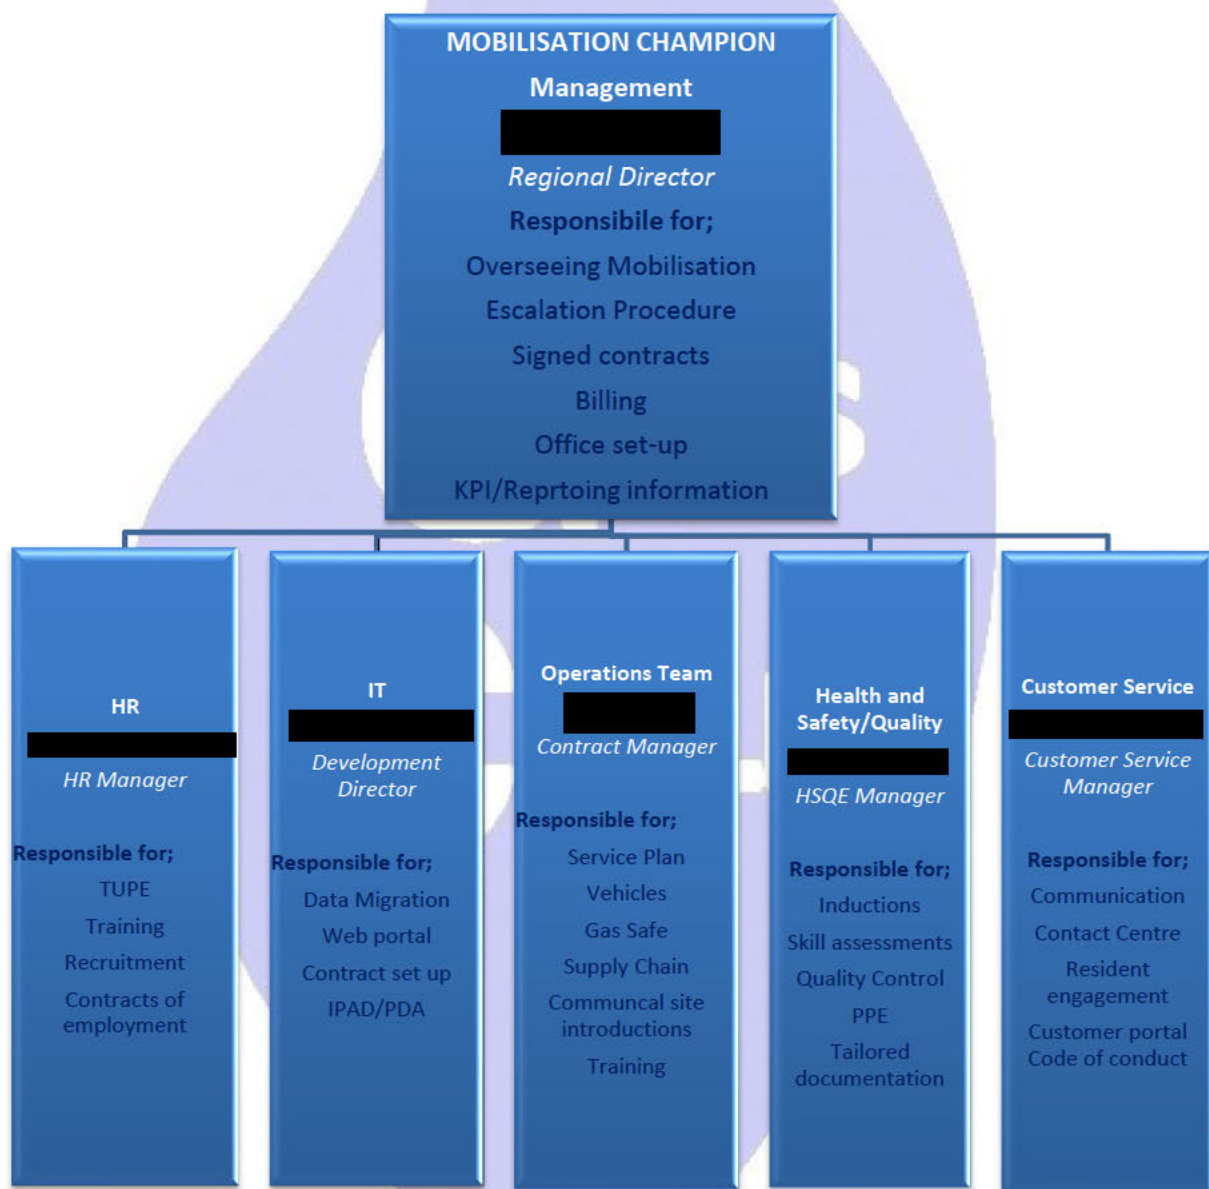 MOBILISATION CHAMPION
Management
Regional Director
Responsibile for;
Overseeing Mobilisation
Escalation Procedure
Signed contracts
Billing
Office set-up
KPI/Reprtoing information
HR
HR Manager
Responsible for;
TUPE
Training
Recruitment
Contracts of
employment
IT
Development
Director
Responsible for;
Data Migration
Web portal
Contract set up
IPAD/PDA
Operations Team
Contract Manager
Responsible for;
Service Plan
Vehicles
Gas Safe
Supply Chain
Communcal site
introductions
Training
Health and
Safety/Quality
HSQE Manager
Responsible for;
Inductions
Skill assessments
Quality Control
PPE
Tailored
documentation
Customer Service
Customer Service
Manager
Responsible for;
Communication
Contact Centre
Resident
engagement
Customer portal
Code of conduct